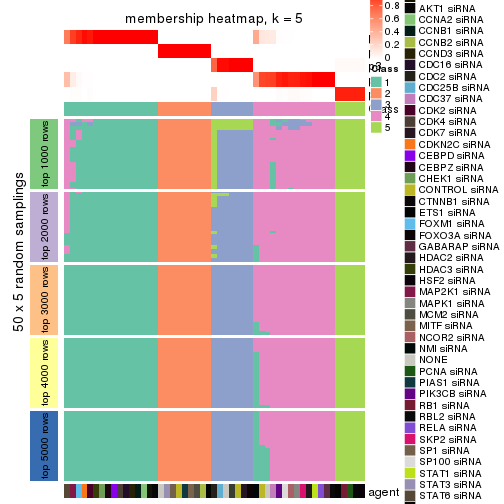 membership heatmap, k = 5
50 x 5 random samplings
top 1000 rows
top 2000 rows
top 3000 rows
top 4000 rows
top 5000 rows
0.8
0.6
0.4
0.2
0
Class
1
2
3
4
5
agent
AKT1 siRNA
CCNA2 siRNA
CCNB1 siRNA
CCNB2 siRNA
CCND3 siRNA
CDC16 siRNA
CDC2 siRNA
CDC25B siRNA
CDC37 siRNA
CDK2 siRNA
CDK4 siRNA
CDK7 siRNA
CDKN2C siRNA
CEBPD siRNA
CEBPZ siRNA
CHEK1 siRNA
CONTROL siRNA
CTNNB1 siRNA
ETS1 siRNA
FOXM1 siRNA
FOXO3A siRNA
GABARAP siRNA
HDAC2 siRNA
HDAC3 siRNA
HSF2 siRNA
MAP2K1 siRNA
MAPK1 siRNA
MCM2 siRNA
MITF siRNA
NCOR2 siRNA
NMI siRNA
NONE
PCNA siRNA
PIAS1 siRNA
PIK3CB siRNA
RB1 siRNA
RBL2 siRNA
RELA siRNA
SKP2 siRNA
SP1 siRNA
SP100 siRNA
STAT1 siRNA
STAT3 siRNA
STAT6 siRNA